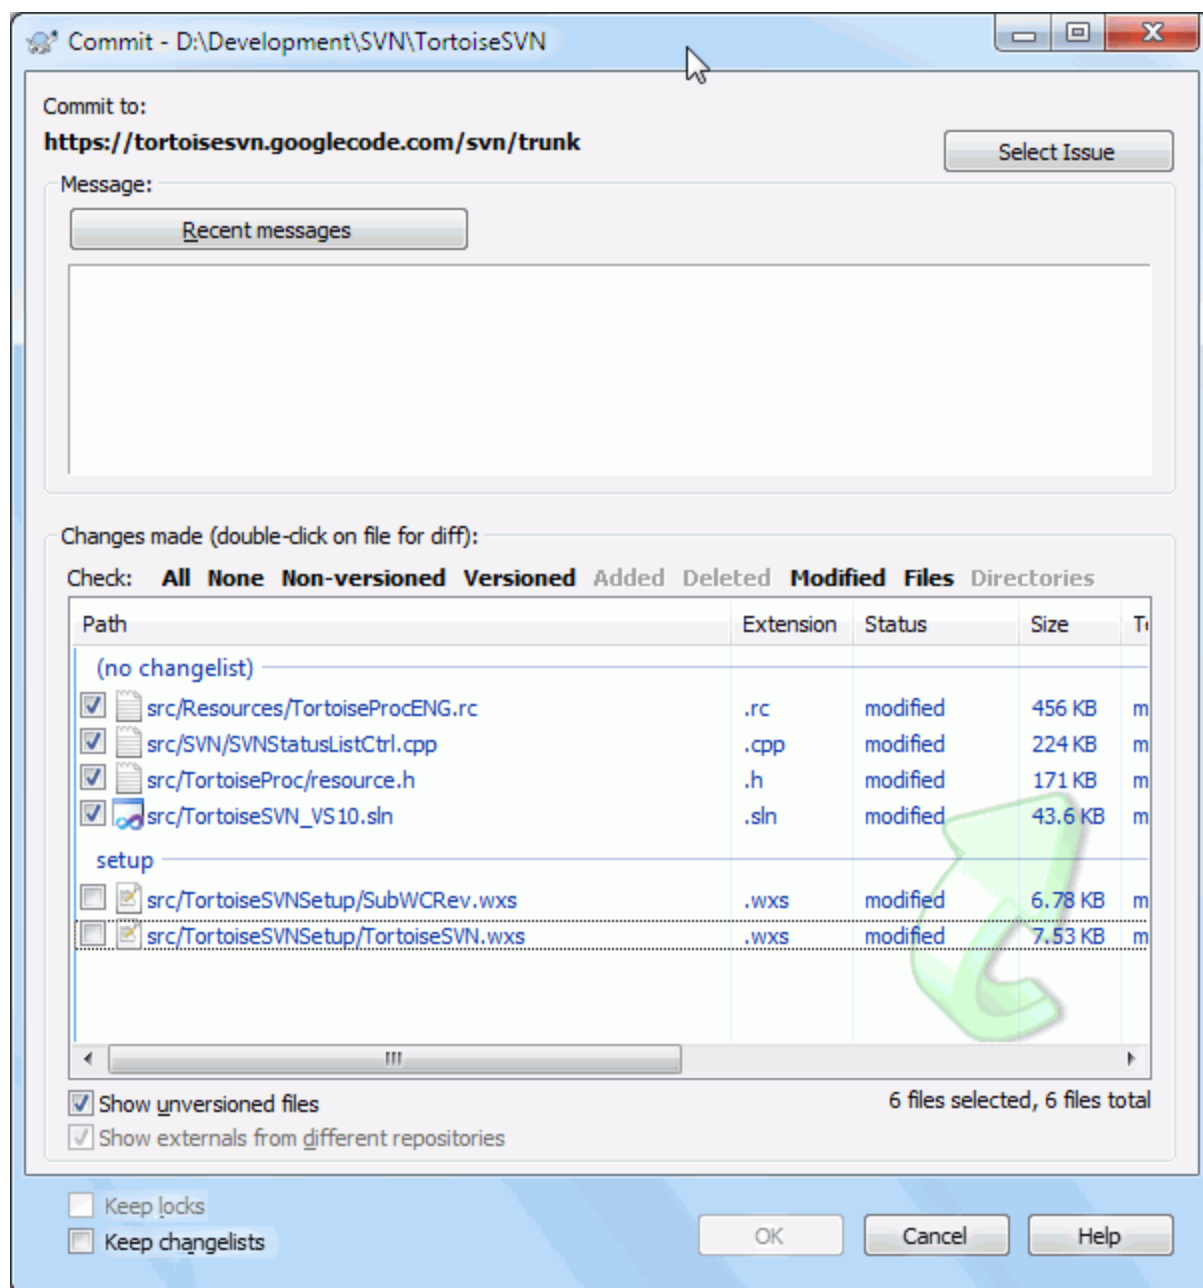 Commit - D:\Development\SVN\TortoiseSVN
Commit to:
https://tortoisesvn.googlecode.com/svn/trunk
Select Issue
Message:
Recent messages
Changes made (double-click on file for diff):
Check: All None Non-versioned Versioned Added Deleted Modified Files Directories
Path Extension Status Size
(no changelist)
src/Resources/TortoiseProcENG.rc .rc modified 456 KB m
src/SVN/SVNStatusListCtrl.cpp .cpp modified 224 KB m
src/TortoiseProc/resource.h .h modified 171 KB m
src/TortoiseSVN_VS10.sln .sln modified 43.6 KB m
setup
src/TortoiseSVNSetup/SubWCRev.wxs .wxs modified 6.78 KB m
src/TortoiseSVNSetup/TortoiseSVN.wxs .wxs modified 7.53 KB m
Show unversioned files
6 files selected, 6 files total
Show externals from different repositories
Keep locks
Keep changelists
OK Cancel Help